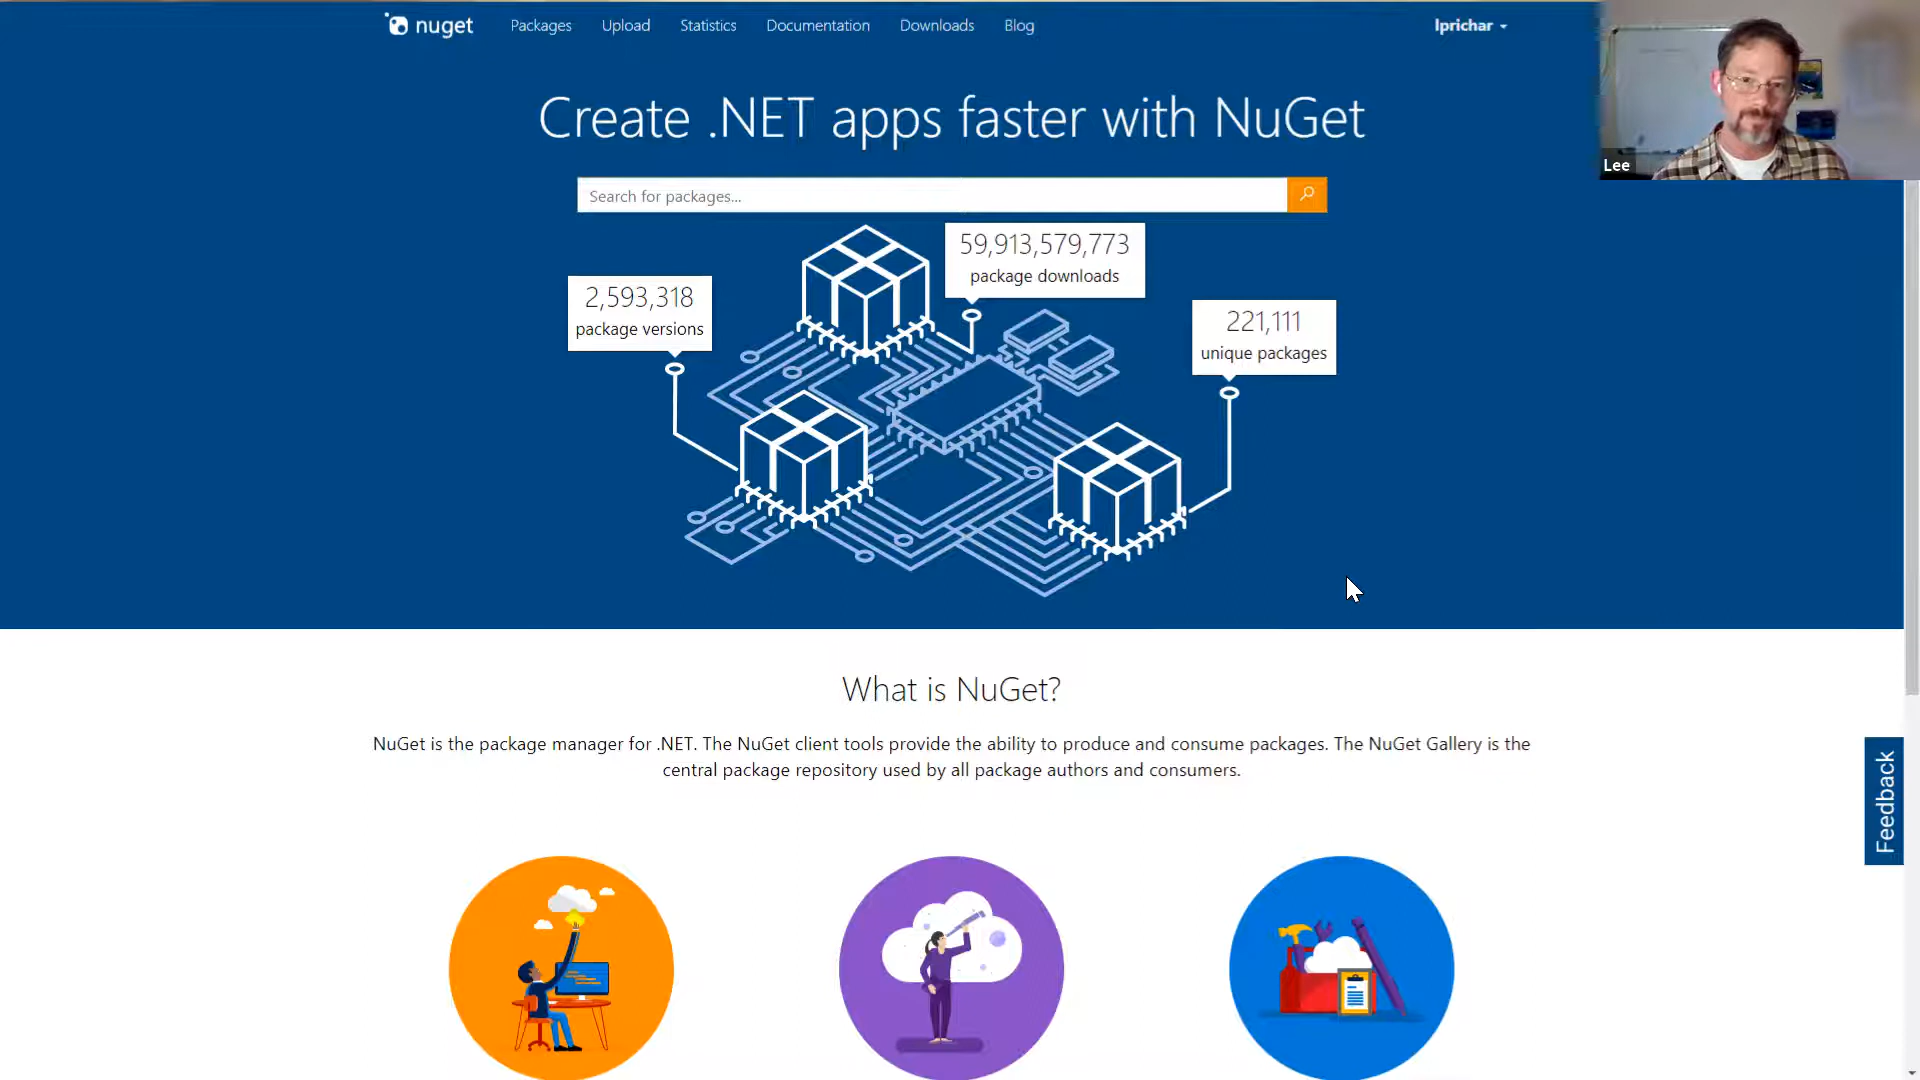 nuget
Packages
Upload
Statistics
Documentation
Downloads
Blog
lprichar
Lee
Create .NET apps faster with NuGet
Search for packages...
59,913,579,773
package downloads
2,593,318
package versions
221,111
unique packages
What is NuGet?
NuGet is the package manager for .NET. The NuGet client tools provide the ability to produce and consume packages. The NuGet Gallery is the
central package repository used by all package authors and consumers.
Feedback